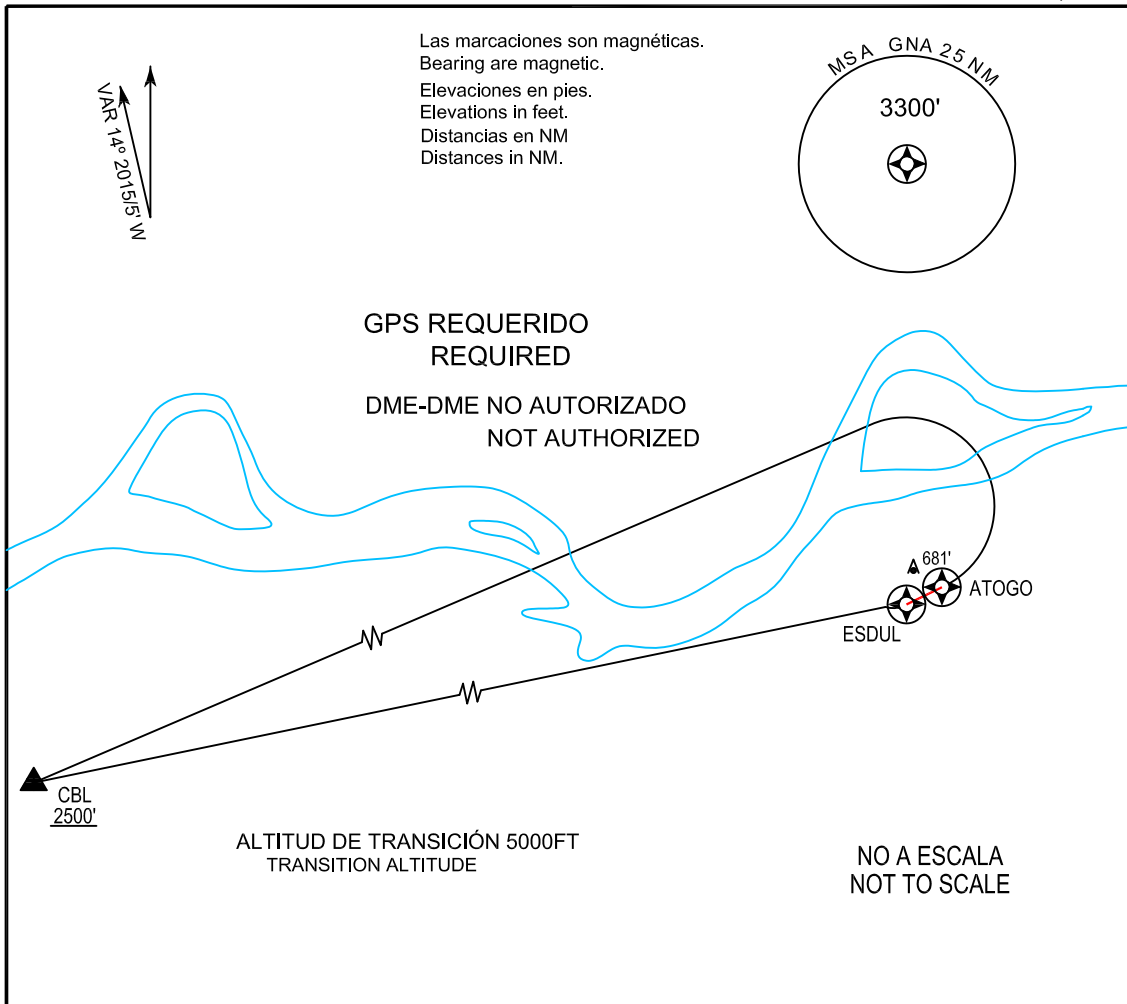 Las marcaciones son magnéticas.
Bearing are magnetic.
Elevaciones en pies.
Elevations in feet.
Distancias en NM
Distances in NM.
VAR 14º 2015/5' W
MSA GNA 25 NM
3300'
GPS REQUERIDO
REQUIRED
DME-DME NO AUTORIZADO
NOT AUTHORIZED
681'
ATOGO
ESDUL
CBL
2500'
ALTITUD DE TRANSICIÓN 5000FT
TRANSITION ALTITUDE
NO A ESCALA
NOT TO SCALE